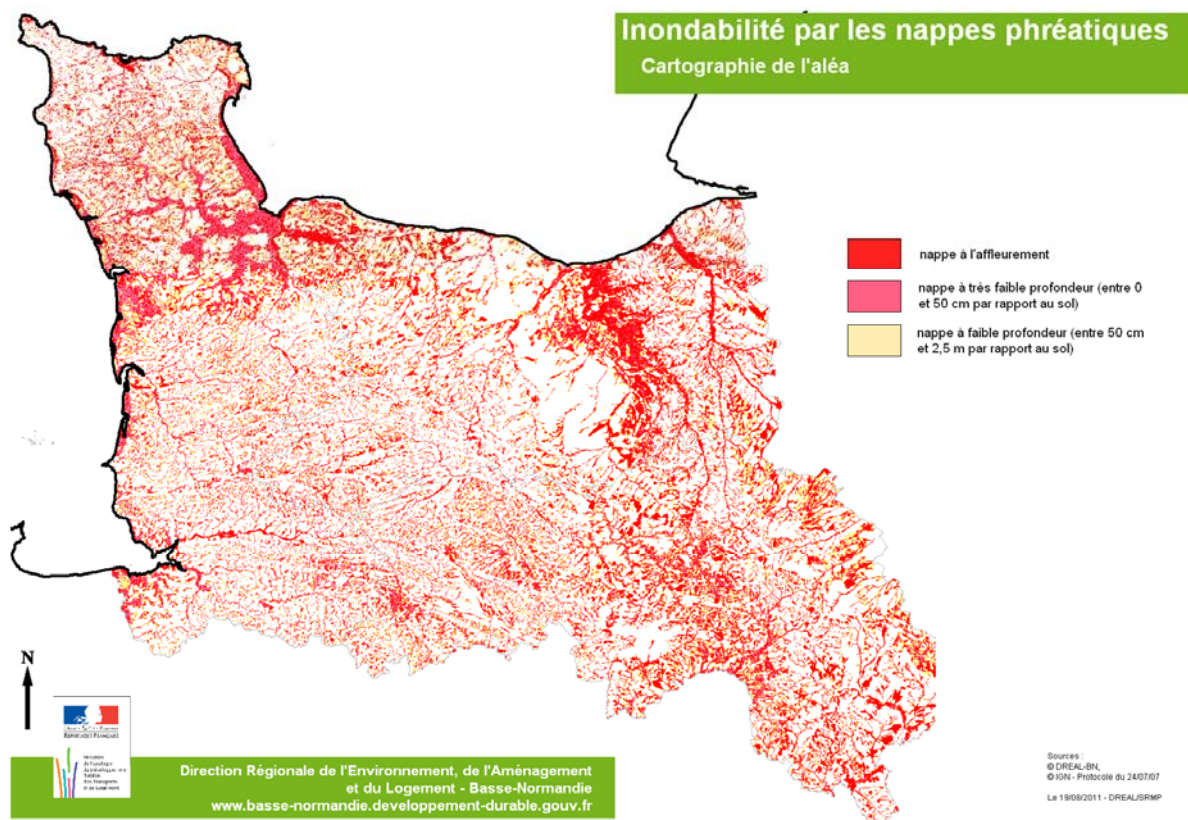 Inondabilité par les nappes phréatiques
Cartographie de l'aléa
nappe à l'affleurement
nappe à très faible profondeur (entre 0
et 50 cm par rapport au sol)
nappe à faible profondeur (entre 50 cm
et 2,5 m par rapport au sol)
N
RÉPUBLIQUE FRANÇAISE
Direction Régionale de l'Environnement, de l'Aménagement
et du Logement - Basse-Normandie
www.basse-normandie.developpement-durable.gouv.fr
Sources :
© DREAL-BN,
© IGN - Protocole du 24/07/07
Le 19/08/2011 - DREAL/SRMP